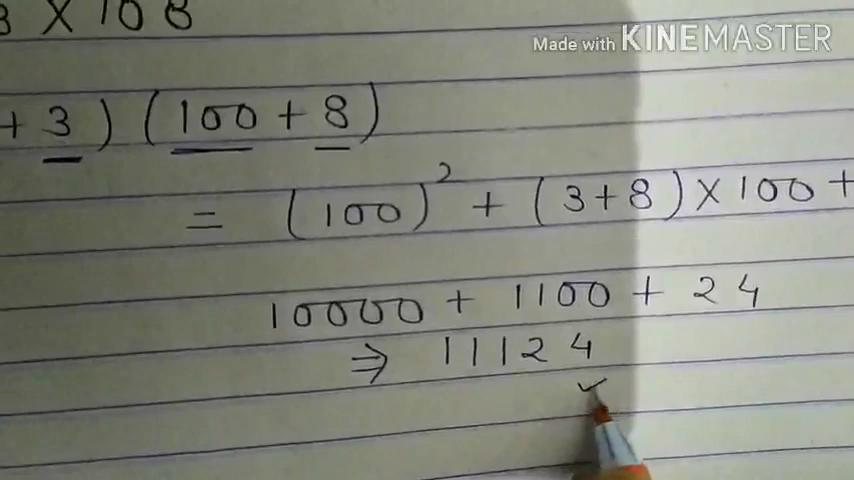 Made with KINEMASTER
3 × 108
+ 3 ) (100 + 8)
= (100)² + (3+8)×100+
10000 + 1100 + 24
⇒ 11124
✓